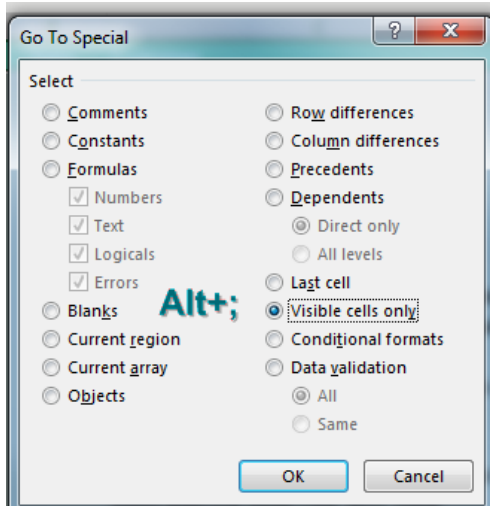 Go To Special
?
X
Select
Comments
Constants
Formulas
Numbers
Text
Logicals
Errors
Blanks
Current region
Current array
Objects
Alt+;
Row differences
Column differences
Precedents
Dependents
Direct only
All levels
Last cell
Visible cells only
Conditional formats
Data validation
All
Same
OK
Cancel